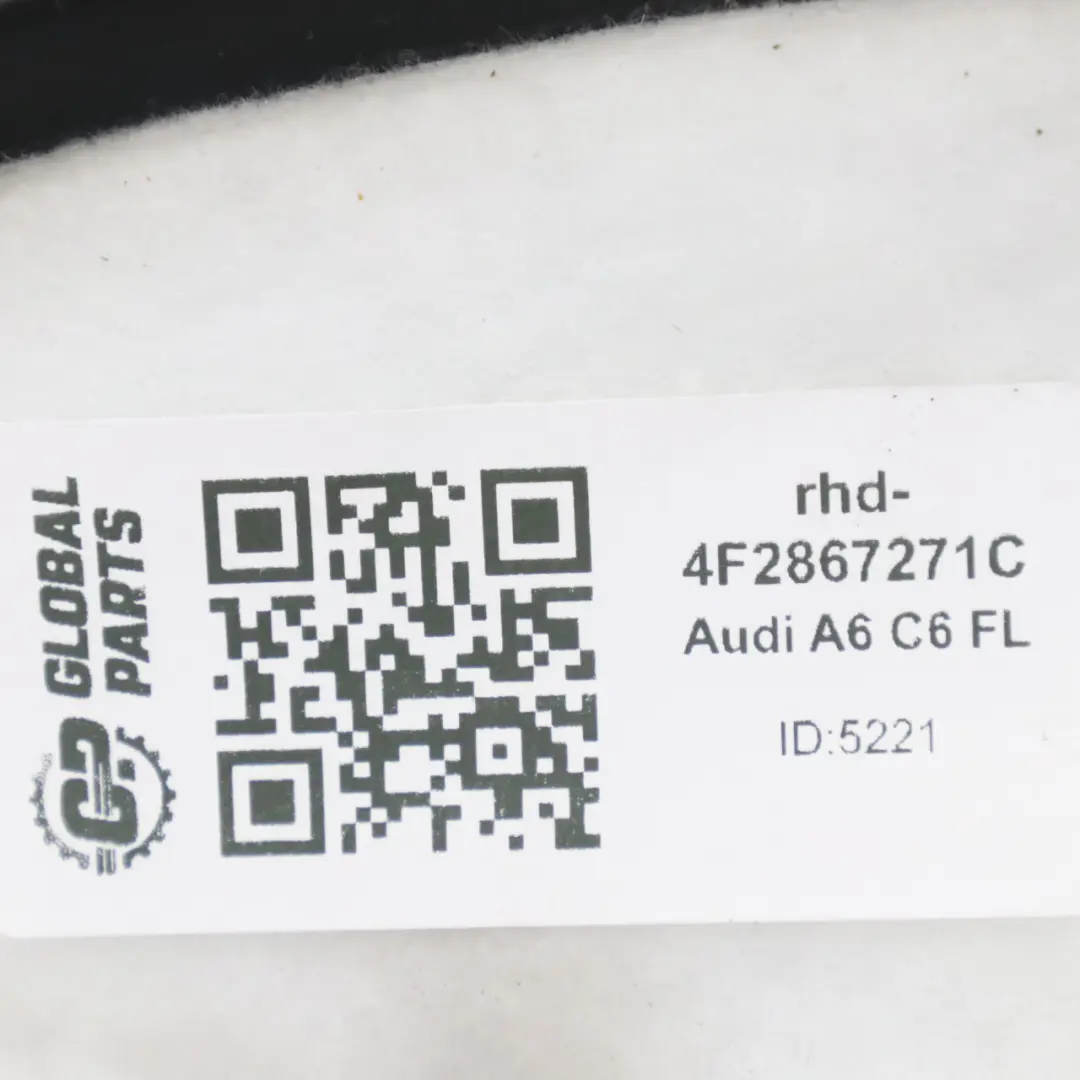 GLOBAL
PARTS
rhd-
4F2867271C
Audi A6 C6 FL
ID:5221